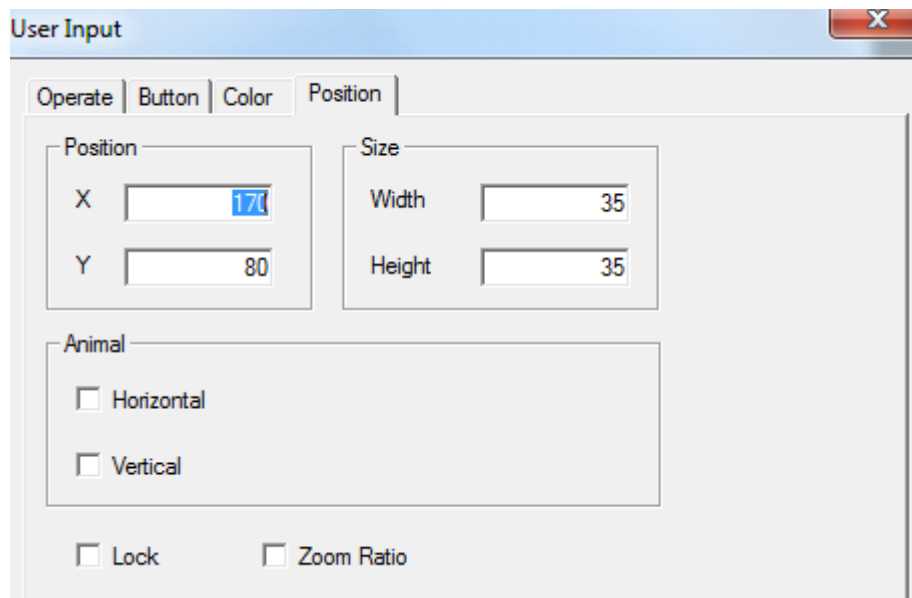 User Input
Operate Button Color Position
Position Size
X 170 Width 35
Y 80 Height 35
Animal
Horizontal
Vertical
Lock Zoom Ratio